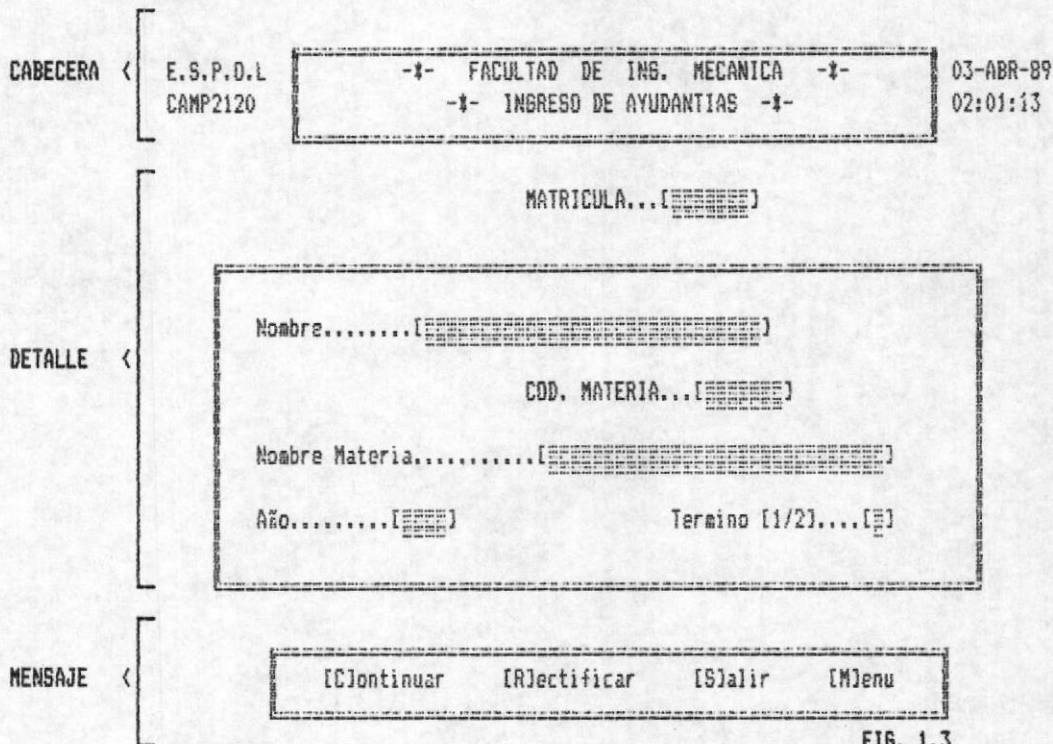 CABECERA < E.S.P.O.L -*- FACULTAD DE ING. MECANICA -*- 03-ABR-89
CAMP2120 -*- INGRESO DE AYUDANTIAS -*- 02:01:13
MATRICULA...[ ]
Nombre........[ ]
DETALLE <
COD. MATERIA...[ ]
Nombre Materia............[ ]
Año.........[ ] Termino [1/2]....[ ]
MENSAJE < [C]ontinuar [R]ectificar [S]alir [M]enu
FIG. 1.3